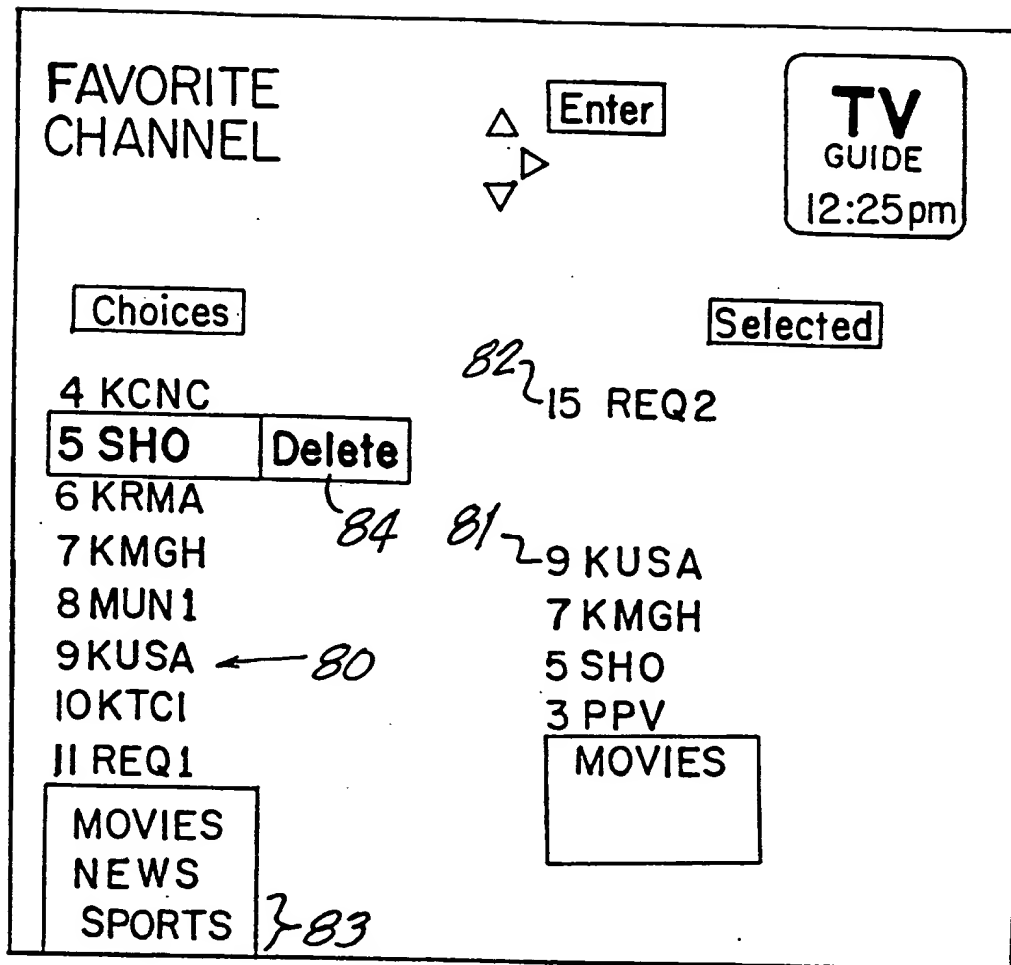 FAVORITE
CHANNEL
Enter
TV
GUIDE
12:25pm
Choices
Selected
4 KCNC
5 SHO Delete
6 KRMA
7 KMGH
8 MUN1
9 KUSA
10 KTCI
11 REQ1
MOVIES
NEWS
SPORTS
83
84
80
82
15 REQ2
81
9 KUSA
7 KMGH
5 SHO
3 PPV
MOVIES